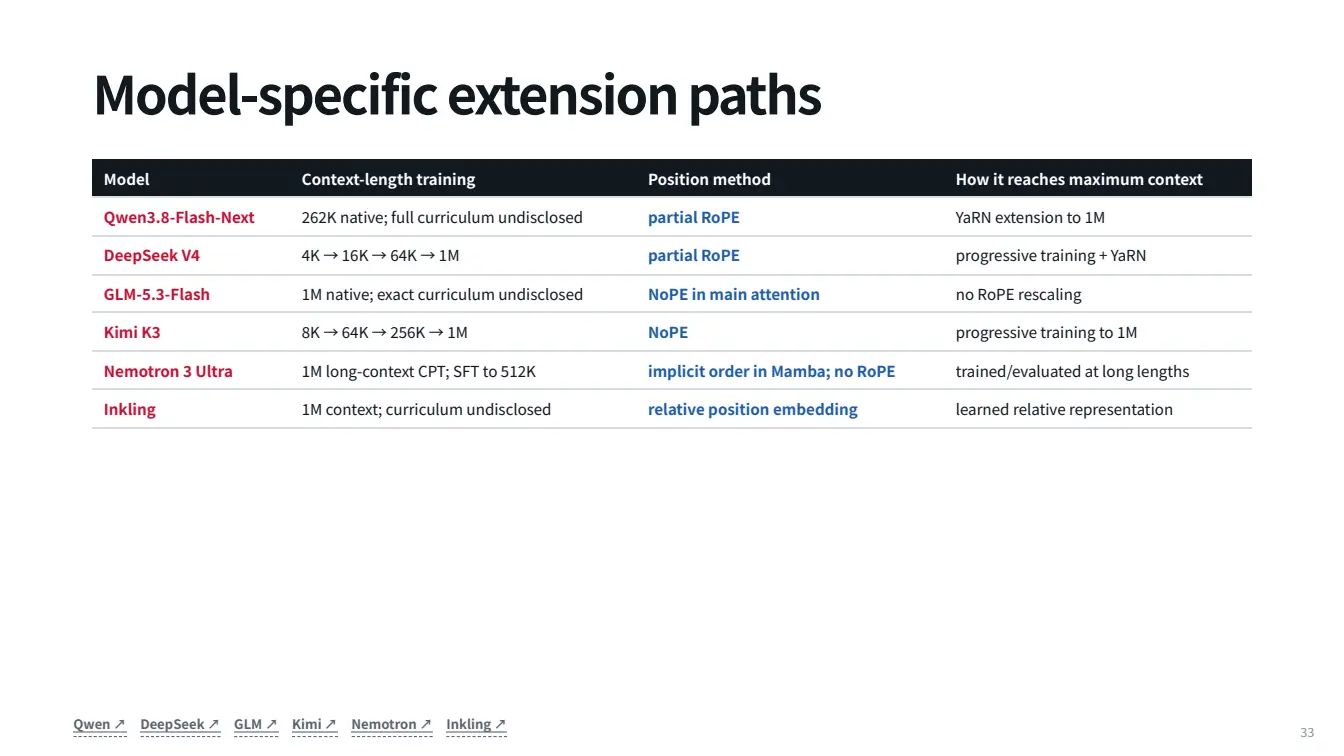 Model-specific extension paths
Model Context-length training Position method How it reaches maximum context
Qwen3.8-Flash-Next 262K native; full curriculum undisclosed partial RoPE YaRN extension to 1M
DeepSeek V4 4K → 16K → 64K → 1M partial RoPE progressive training + YaRN
GLM-5.3-Flash 1M native; exact curriculum undisclosed NoPE in main attention no RoPE rescaling
Kimi K3 8K → 64K → 256K → 1M NoPE progressive training to 1M
Nemotron 3 Ultra 1M long-context CPT; SFT to 512K implicit order in Mamba; no RoPE trained/evaluated at long lengths
Inkling 1M context; curriculum undisclosed relative position embedding learned relative representation
Qwen ↗ DeepSeek ↗ GLM ↗ Kimi ↗ Nemotron ↗ Inkling ↗
33